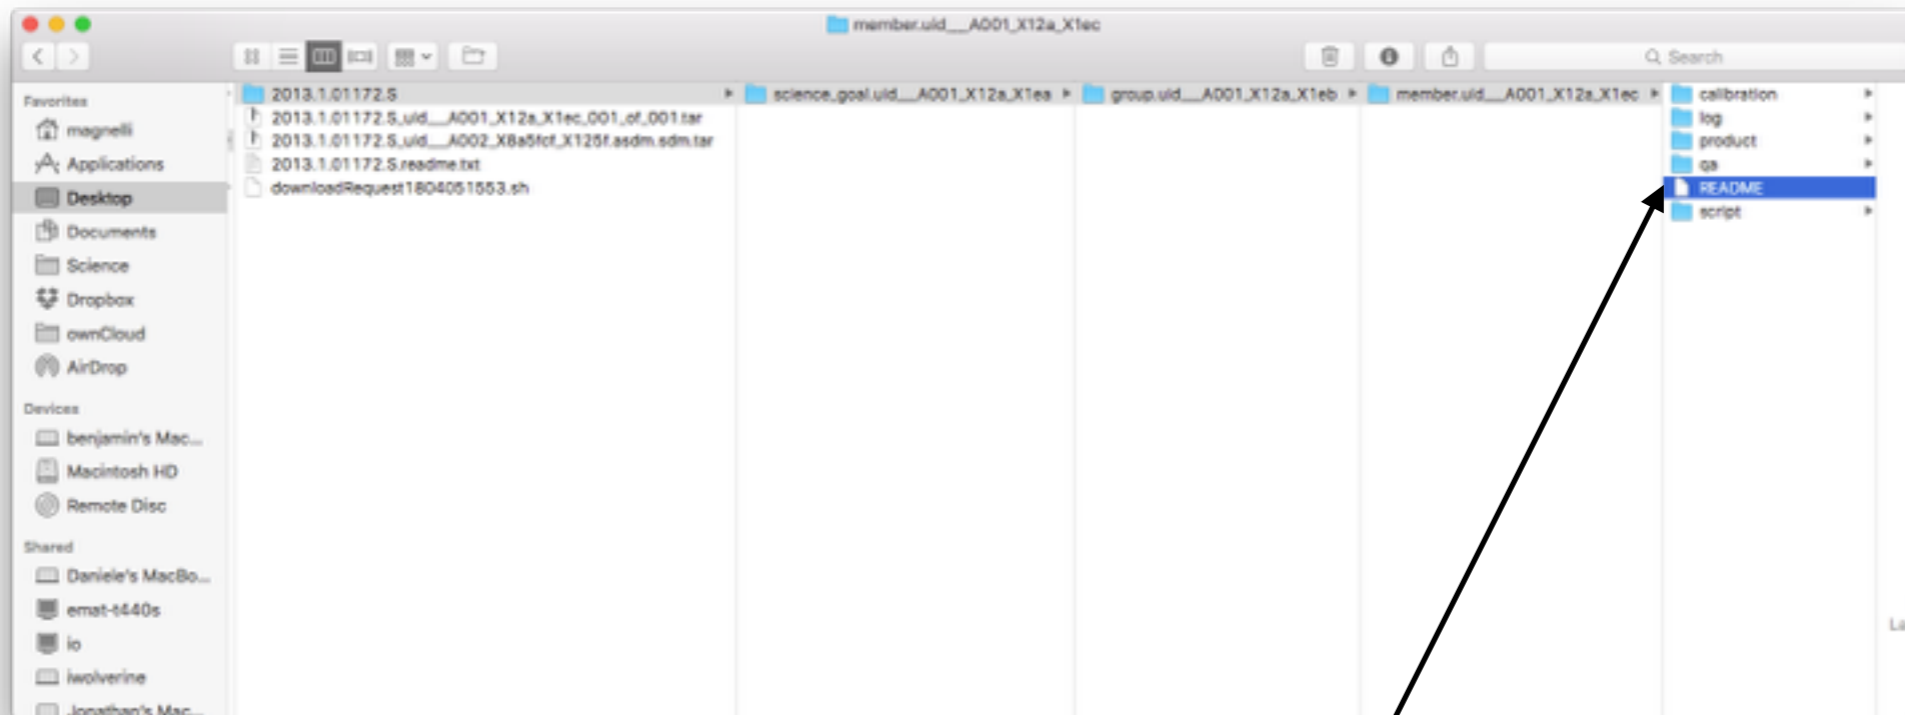 member.uid___A001_X12a_X1ec
Search
Favorites
magnelli
Applications
Desktop
Documents
Science
Dropbox
ownCloud
AirDrop
Devices
benjamin's Mac...
Macintosh HD
Remote Disc
Shared
Daniele's MacBo...
emat-t440s
io
iwolverine
Jonathan's Mac...
2013.1.01172.S
2013.1.01172.S_uid___A001_X12a_X1ec_001_of_001.tar
2013.1.01172.S_uid___A002_X8a5fcf_X125f.asdm.sdm.tar
2013.1.01172.S.readme.txt
downloadRequest1804051553.sh
science_goal.uid___A001_X12a_X1ea
group.uid___A001_X12a_X1eb
member.uid___A001_X12a_X1ec
calibration
log
product
qa
README
script